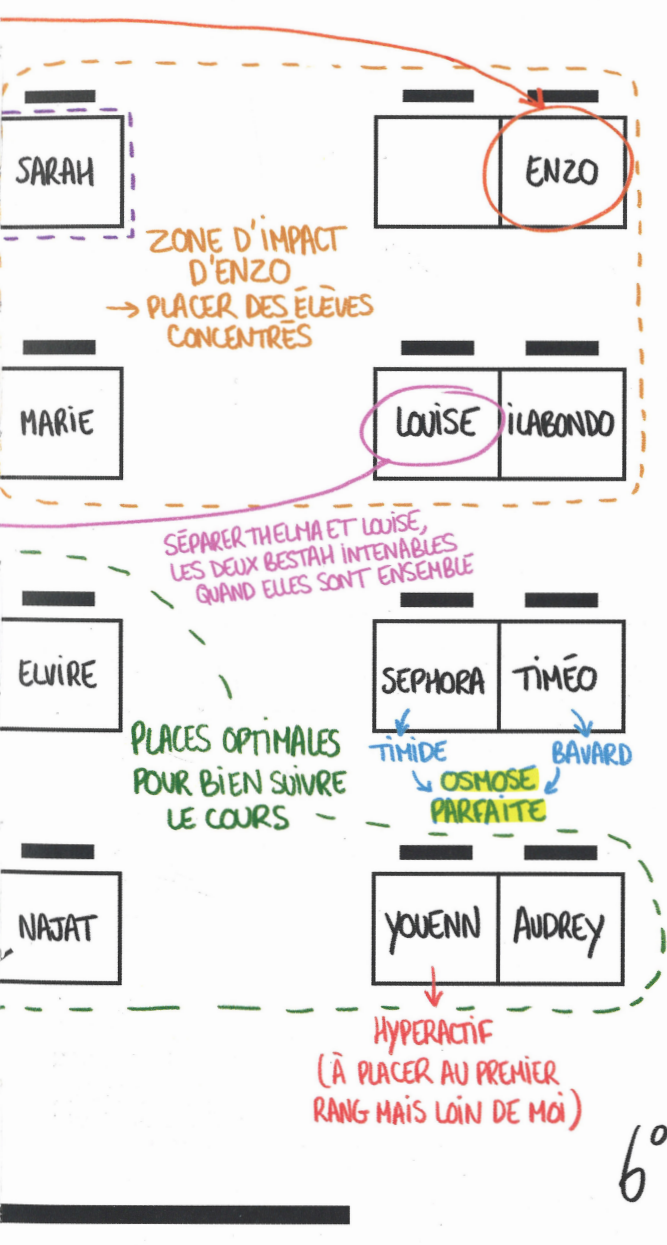 SARAH
ENZO
ZONE D'IMPACT
D'ENZO
→ PLACER DES ÉLÈVES
CONCENTRÉS
MARIE
LOUISE
ILABONDO
SÉPARER THELMA ET LOUISE,
LES DEUX BESTAH INTENABLES
QUAND ELLES SONT ENSEMBLE
ELVIRE
SEPHORA
TIMÉO
TIMIDE
BAVARD
OSMOSE
PARFAITE
PLACES OPTIMALES
POUR BIEN SUIVRE
LE COURS
NAJAT
YOUENN
AUDREY
HYPERACTIF
(À PLACER AU PREMIER
RANG MAIS LOIN DE MOI)